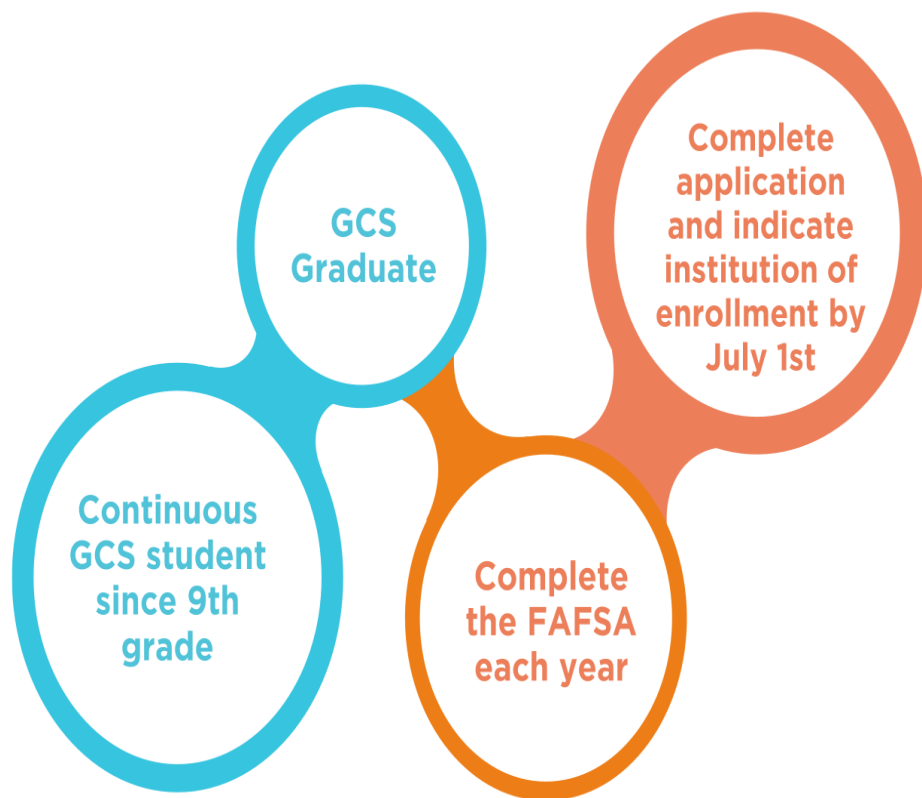 Continuous
GCS student
since 9th
grade
GCS
Graduate
Complete
the FAFSA
each year
Complete
application
and indicate
institution of
enrollment by
July 1st